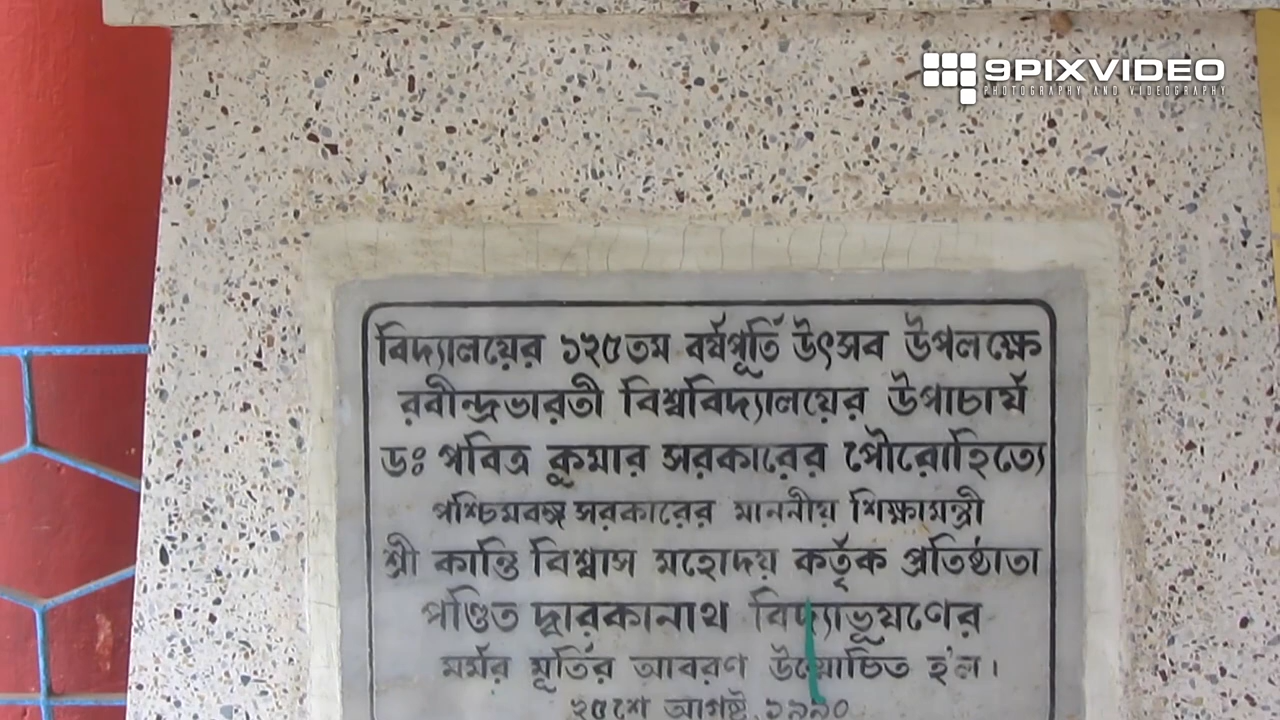 9PIXVIDEO
PHOTOGRAPHY AND VIDEOGRAPHY
বিদ্যালয়ের ১২৫তম বর্ষপূর্তি উৎসব উপলক্ষে
রবীন্দ্রভারতী বিশ্ববিদ্যালয়ের উপাচার্য
ডঃ পবিত্র কুমার সরকারের পৌরোহিত্যে
পশ্চিমবঙ্গ সরকারের মাননীয় শিক্ষামন্ত্রী
শ্রী কান্তি বিশ্বাস মহোদয় কর্তৃক প্রতিষ্ঠাতা
পণ্ডিত দ্বারকানাথ বিদ্যাভূষণের
মর্মর মূর্তির আবরণ উন্মোচিত হ'ল।
২৫শে আগষ্ট ১৯৯০